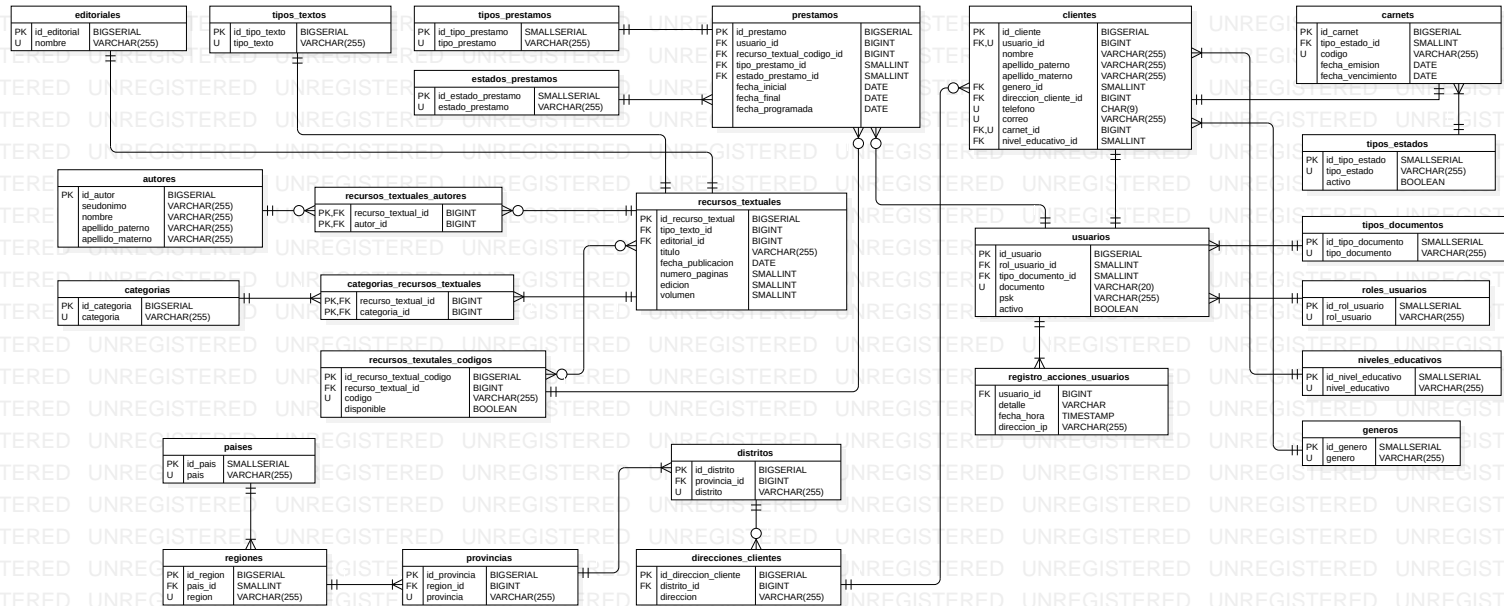 editoriales
PK id_editorial BIGSERIAL
U nombre VARCHAR(255)
tipos_textos
PK id_tipo_texto BIGSERIAL
U tipo_texto VARCHAR(255)
tipos_prestamos
PK id_tipo_prestamo SMALLSERIAL
U tipo_prestamo VARCHAR(255)
estados_prestamos
PK id_estado_prestamo SMALLSERIAL
U estado_prestamo VARCHAR(255)
prestamos
PK id_prestamo BIGSERIAL
FK usuario_id BIGINT
FK recurso_textual_codigo_id BIGINT
FK tipo_prestamo_id SMALLINT
FK estado_prestamo_id SMALLINT
fecha_inicial DATE
fecha_final DATE
fecha_programada DATE
clientes
PK id_cliente BIGSERIAL
FK,U usuario_id BIGINT
nombre VARCHAR(255)
apellido_paterno VARCHAR(255)
apellido_materno VARCHAR(255)
FK genero_id SMALLINT
FK direccion_cliente_id BIGINT
U telefono CHAR(9)
U correo VARCHAR(255)
FK,U carnet_id BIGINT
FK nivel_educativo_id SMALLINT
carnets
PK id_carnet BIGSERIAL
FK tipo_estado_id SMALLINT
U codigo VARCHAR(255)
fecha_emision DATE
fecha_vencimiento DATE
tipos_estados
PK id_tipo_estado SMALLSERIAL
U tipo_estado VARCHAR(255)
activo BOOLEAN
autores
PK id_autor BIGSERIAL
seudonimo VARCHAR(255)
nombre VARCHAR(255)
apellido_paterno VARCHAR(255)
apellido_materno VARCHAR(255)
recursos_textuales_autores
PK,FK recurso_textual_id BIGINT
PK,FK autor_id BIGINT
recursos_textuales
PK id_recurso_textual BIGSERIAL
FK tipo_texto_id BIGINT
FK editorial_id BIGINT
titulo VARCHAR(255)
fecha_publicacion DATE
numero_paginas SMALLINT
edicion SMALLINT
volumen SMALLINT
usuarios
PK id_usuario BIGSERIAL
FK rol_usuario_id SMALLINT
FK tipo_documento_id SMALLINT
U documento VARCHAR(20)
psk VARCHAR(255)
activo BOOLEAN
tipos_documentos
PK id_tipo_documento SMALLSERIAL
U tipo_documento VARCHAR(255)
categorias
PK id_categoria BIGSERIAL
U categoria VARCHAR(255)
categorias_recursos_textuales
PK,FK recurso_textual_id BIGINT
PK,FK categoria_id BIGINT
roles_usuarios
PK id_rol_usuario SMALLSERIAL
U rol_usuario VARCHAR(255)
recursos_texutales_codigos
PK id_recurso_textual_codigo BIGSERIAL
FK recurso_textual_id BIGINT
U codigo VARCHAR(255)
disponible BOOLEAN
registro_acciones_usuarios
FK usuario_id BIGINT
detalle VARCHAR
fecha_hora TIMESTAMP
direccion_ip VARCHAR(255)
niveles_educativos
PK id_nivel_educativo SMALLSERIAL
U nivel_educativo VARCHAR(255)
generos
PK id_genero SMALLSERIAL
U genero VARCHAR(255)
paises
PK id_pais SMALLSERIAL
U pais VARCHAR(255)
distritos
PK id_distrito BIGSERIAL
FK provincia_id BIGINT
U distrito VARCHAR(255)
regiones
PK id_region BIGSERIAL
FK pais_id SMALLINT
U region VARCHAR(255)
provincias
PK id_provincia BIGSERIAL
FK region_id BIGINT
U provincia VARCHAR(255)
direcciones_clientes
PK id_direccion_cliente BIGSERIAL
FK distrito_id BIGINT
direccion VARCHAR(255)
UNREGISTERED